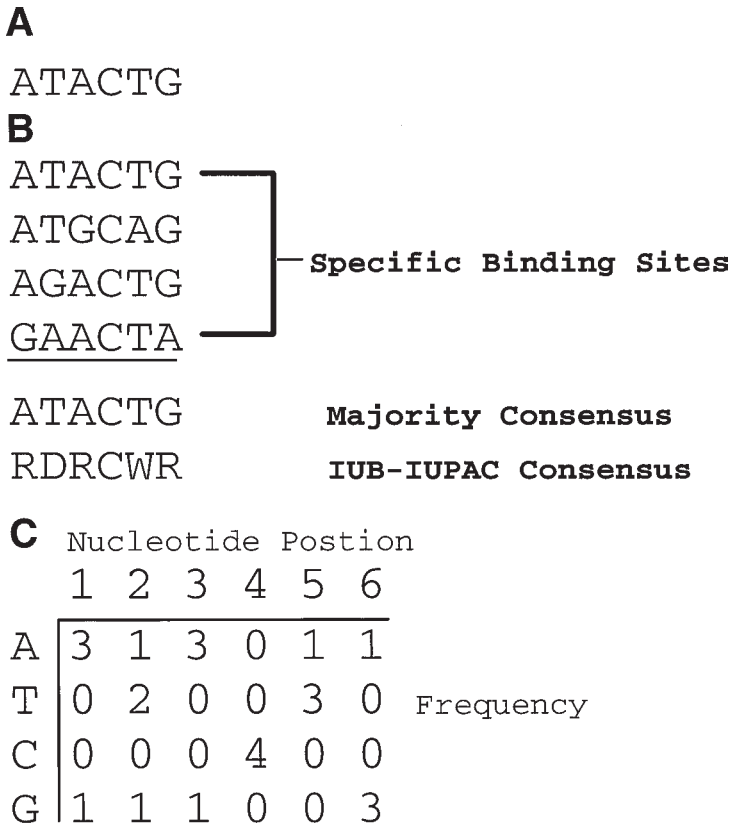 A
ATACTG
B
ATACTG
ATGCAG
AGACTG
GAACTA
Specific Binding Sites
ATACTG Majority Consensus
RDRCWR IUB-IUPAC Consensus
C Nucleotide Postion
1 2 3 4 5 6
A 3 1 3 0 1 1
T 0 2 0 0 3 0 Frequency
C 0 0 0 4 0 0
G 1 1 1 0 0 3